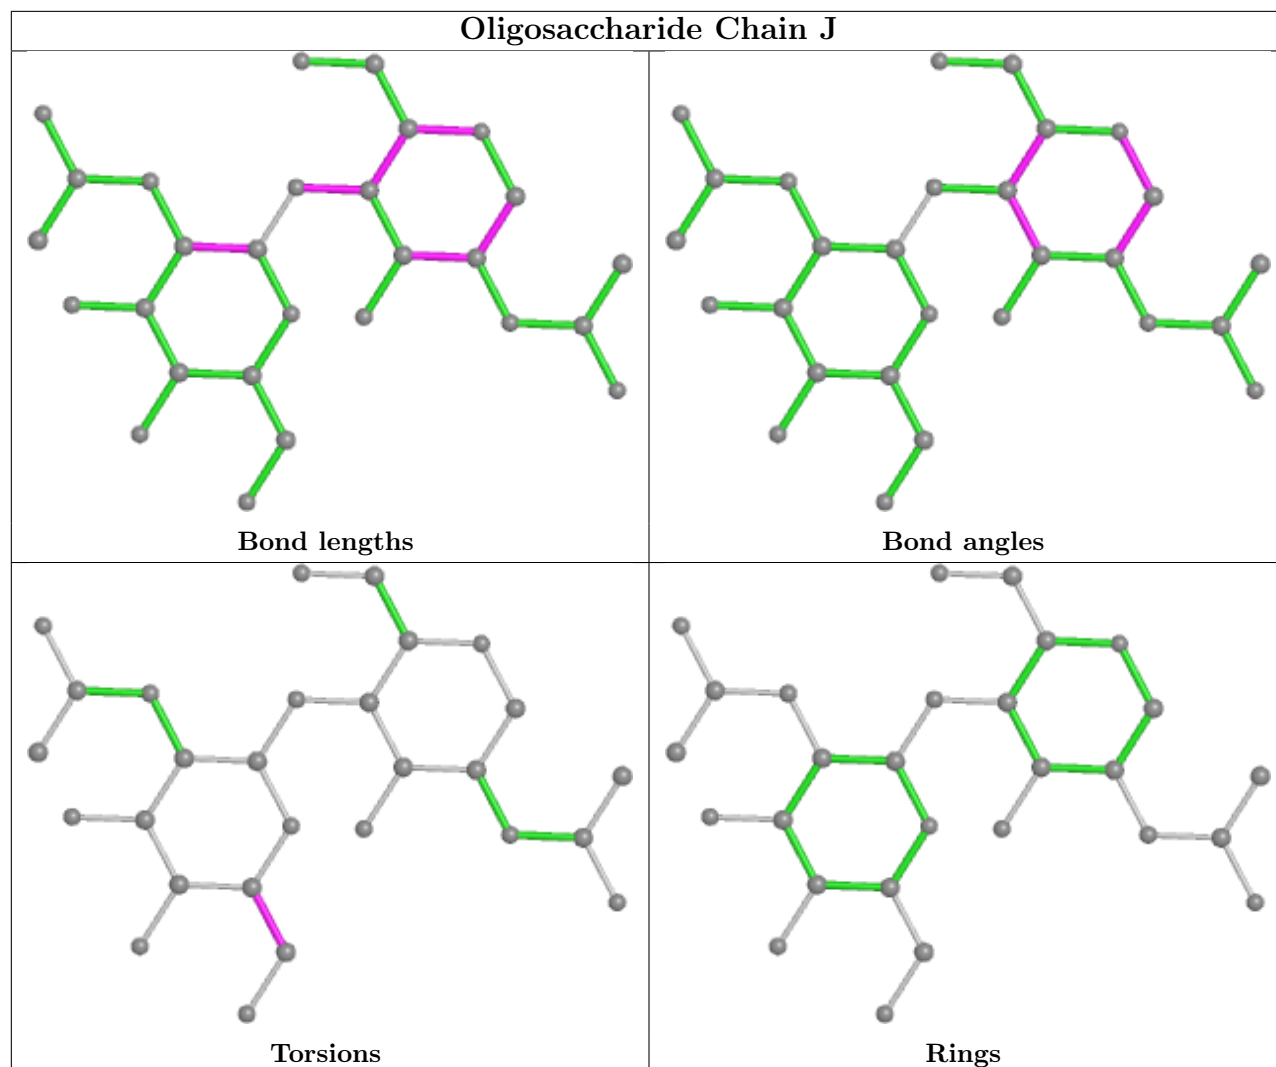 Oligosaccharide Chain J
Bond lengths
Bond angles
Torsions
Rings